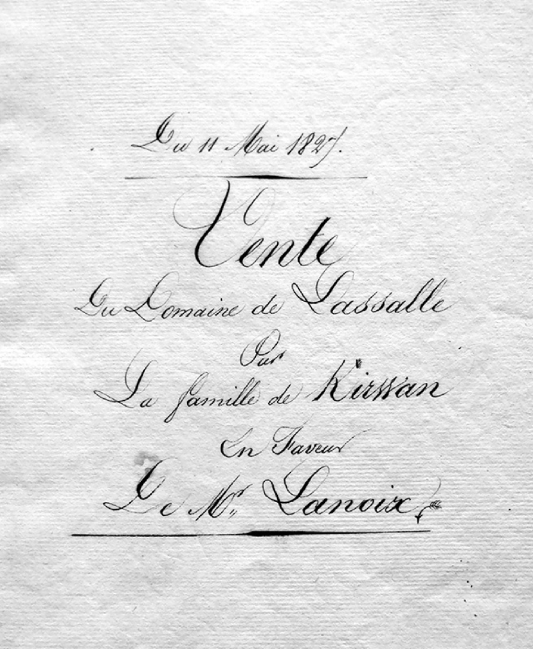 Du 11 Mai 1827.
Vente
Du Domaine de Lassalle
Par
La famille de Kirwan
En Faveur
De Mr Lanoix